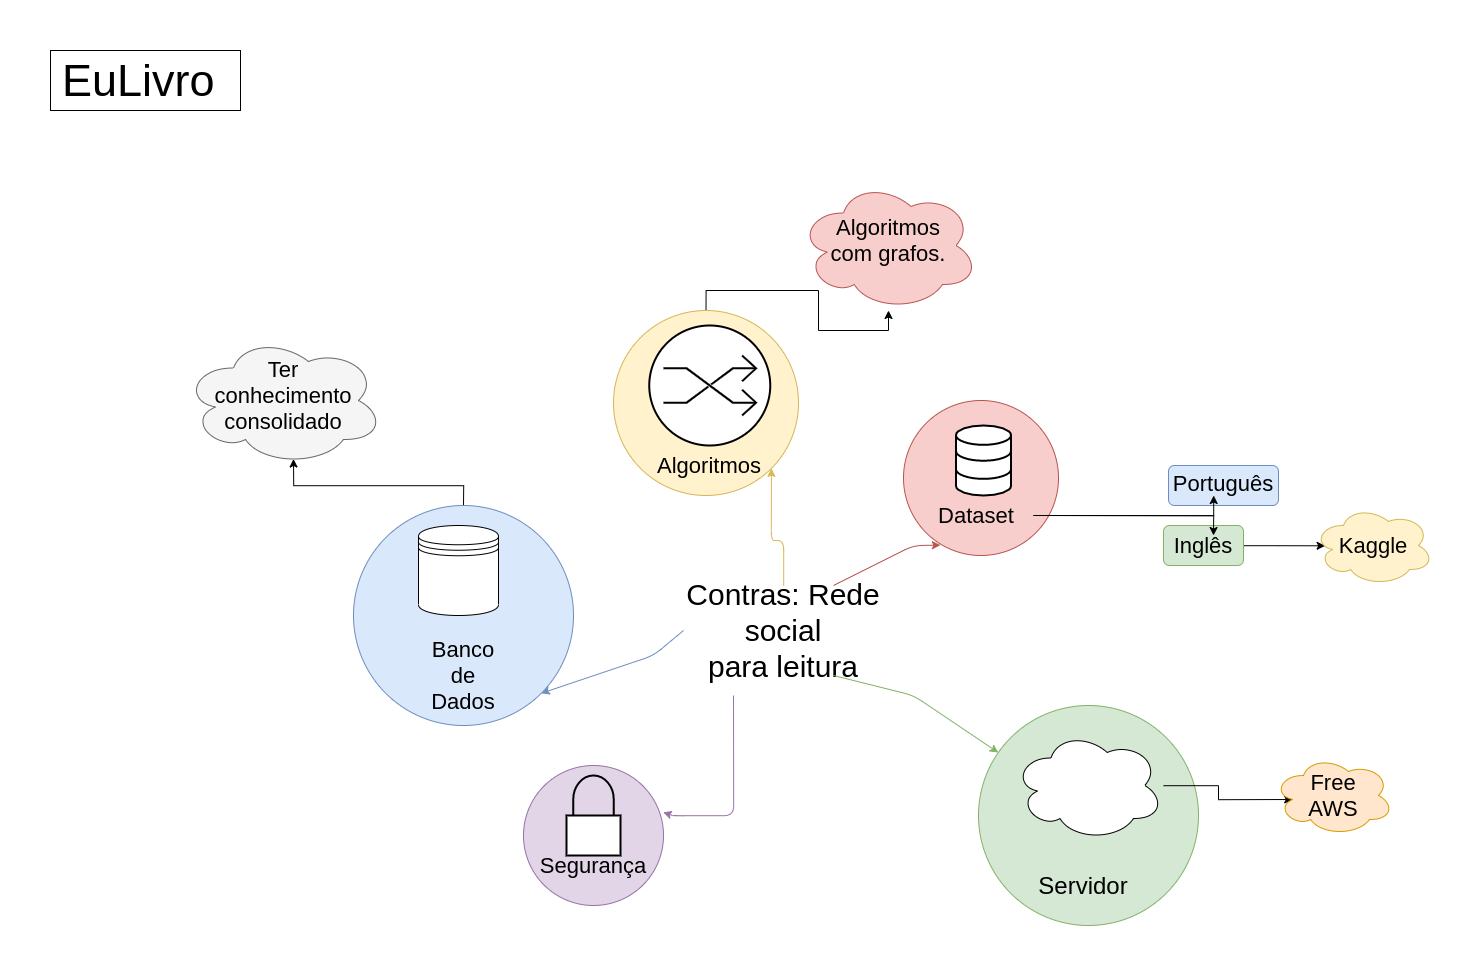 EuLivro
Algoritmos
com grafos.
Ter
conhecimento
consolidado
Algoritmos
Dataset
Português
Inglês
Kaggle
Contras: Rede
social
para leitura
Banco
de
Dados
Segurança
Servidor
Free
AWS